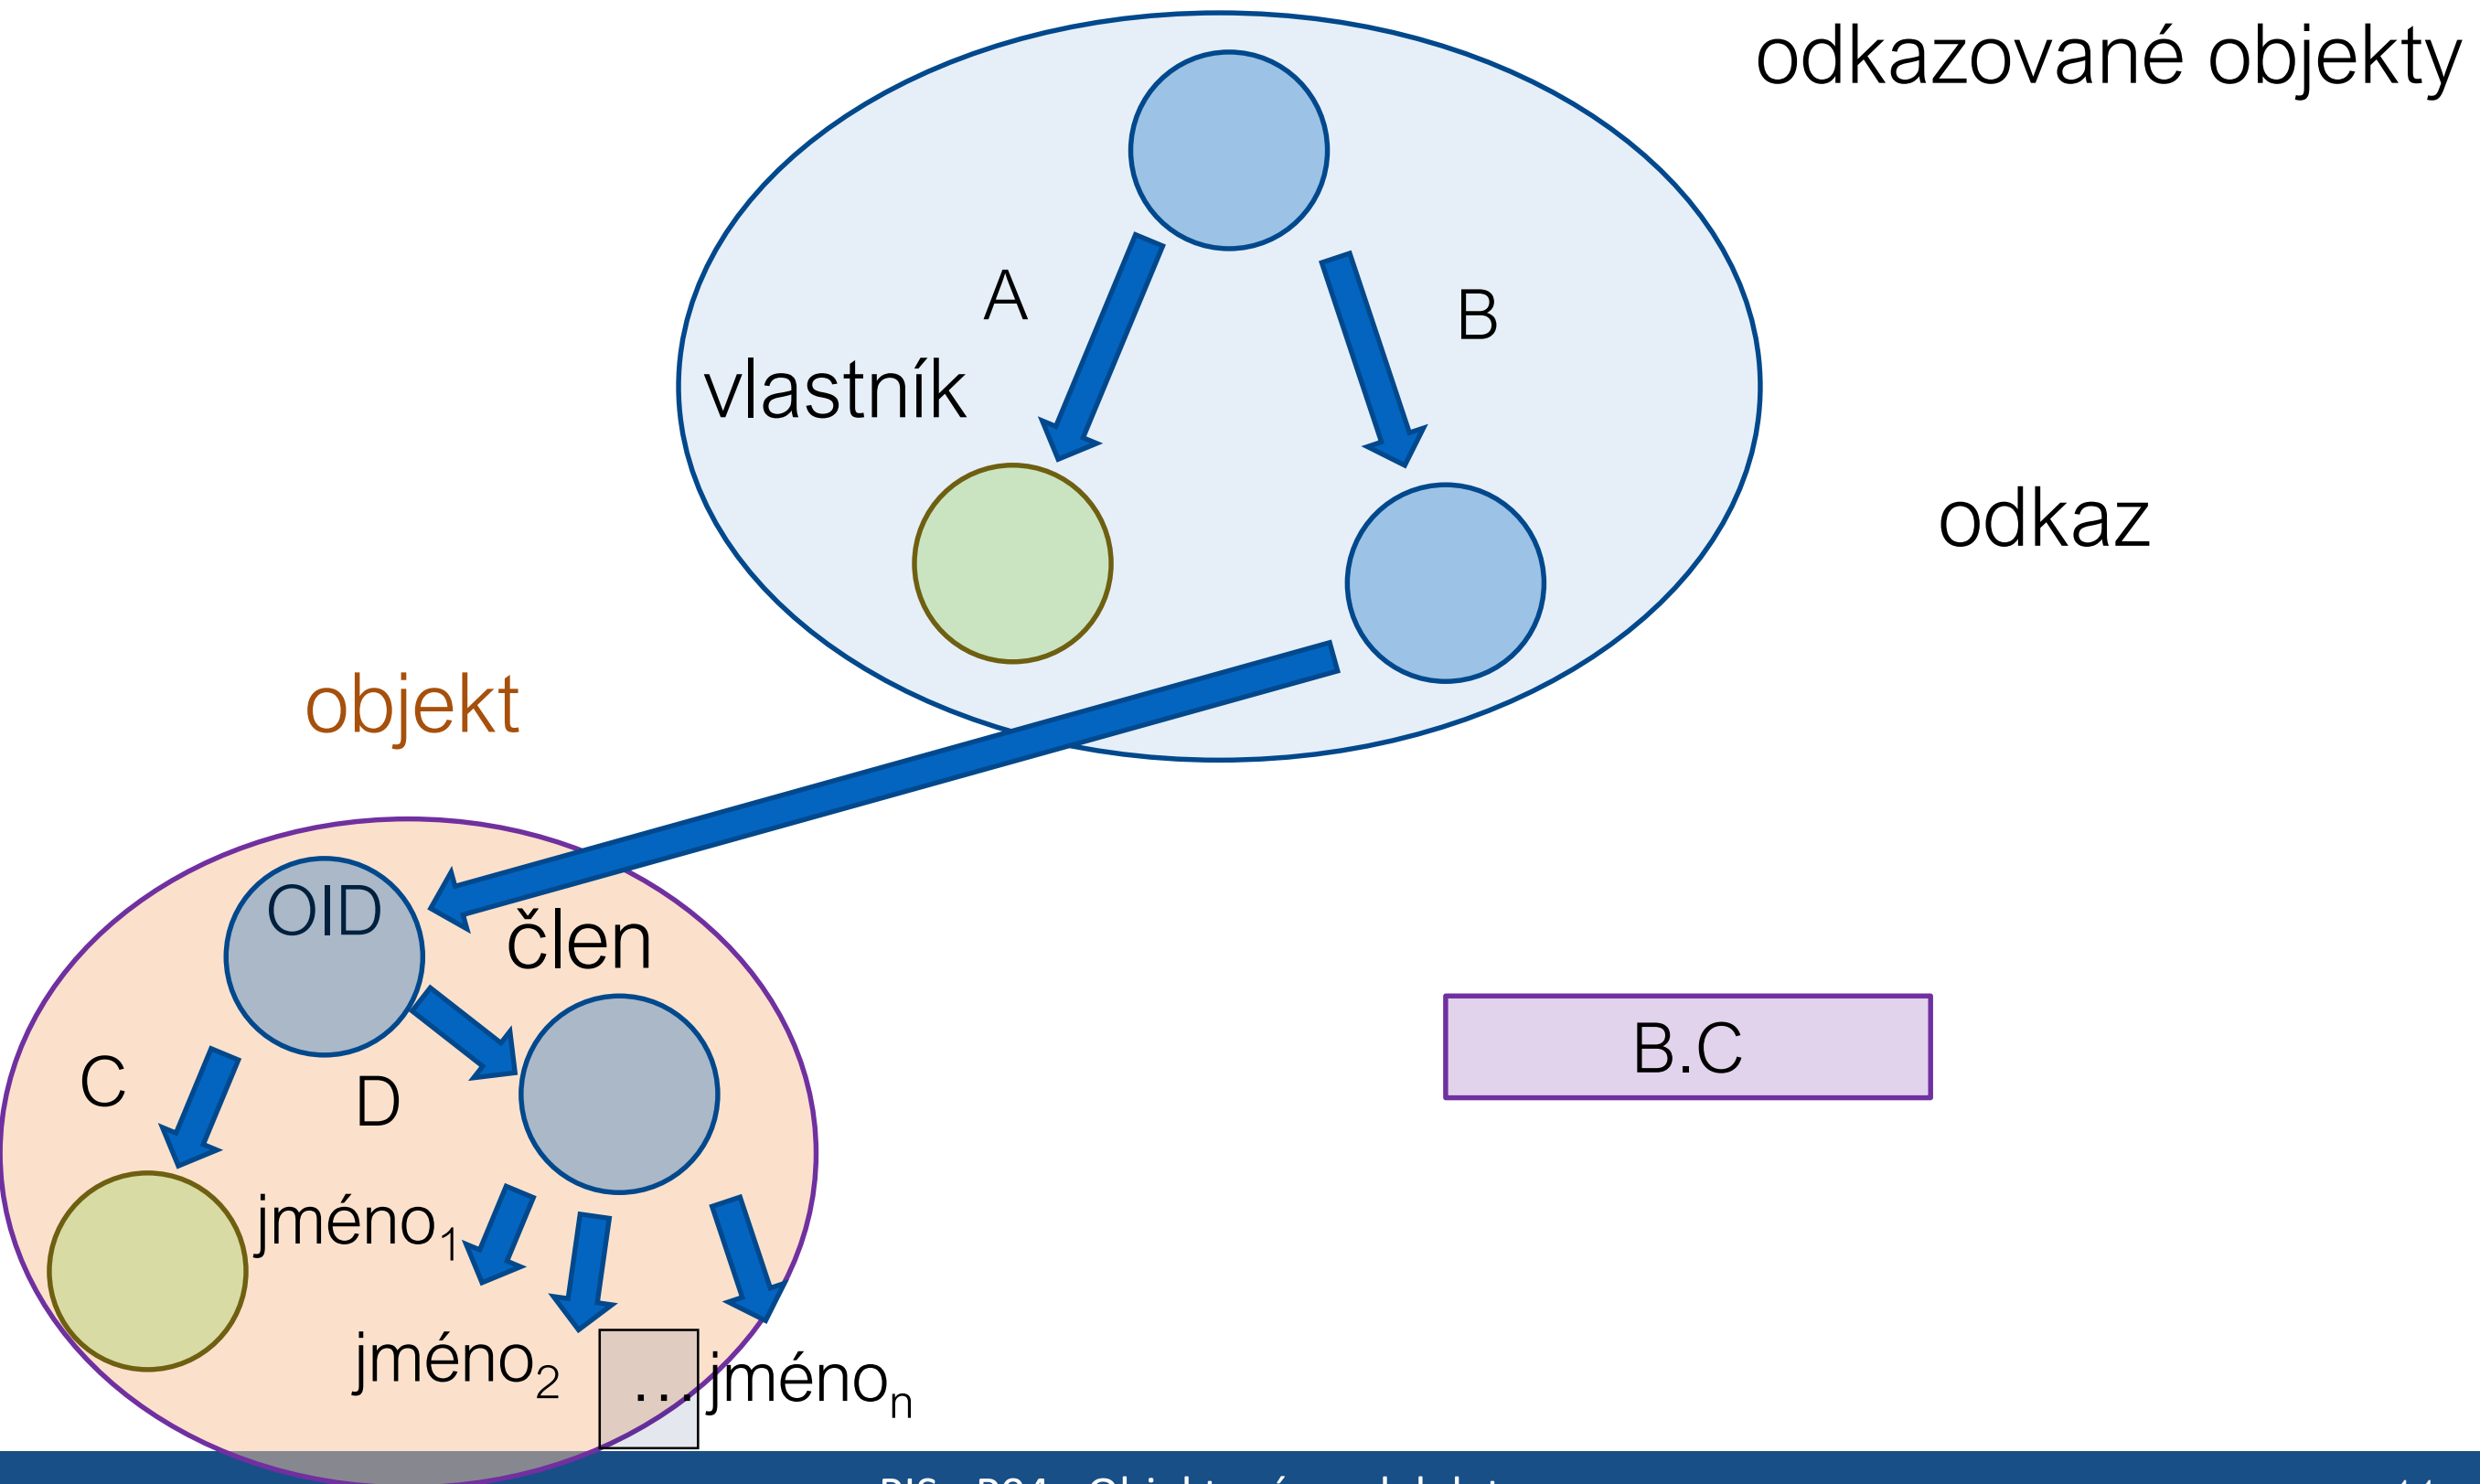 odkazované objekty
A
B
vlastník
odkaz
objekt
OID
člen
B.C
C
D
jméno1
jméno2
...
jménon